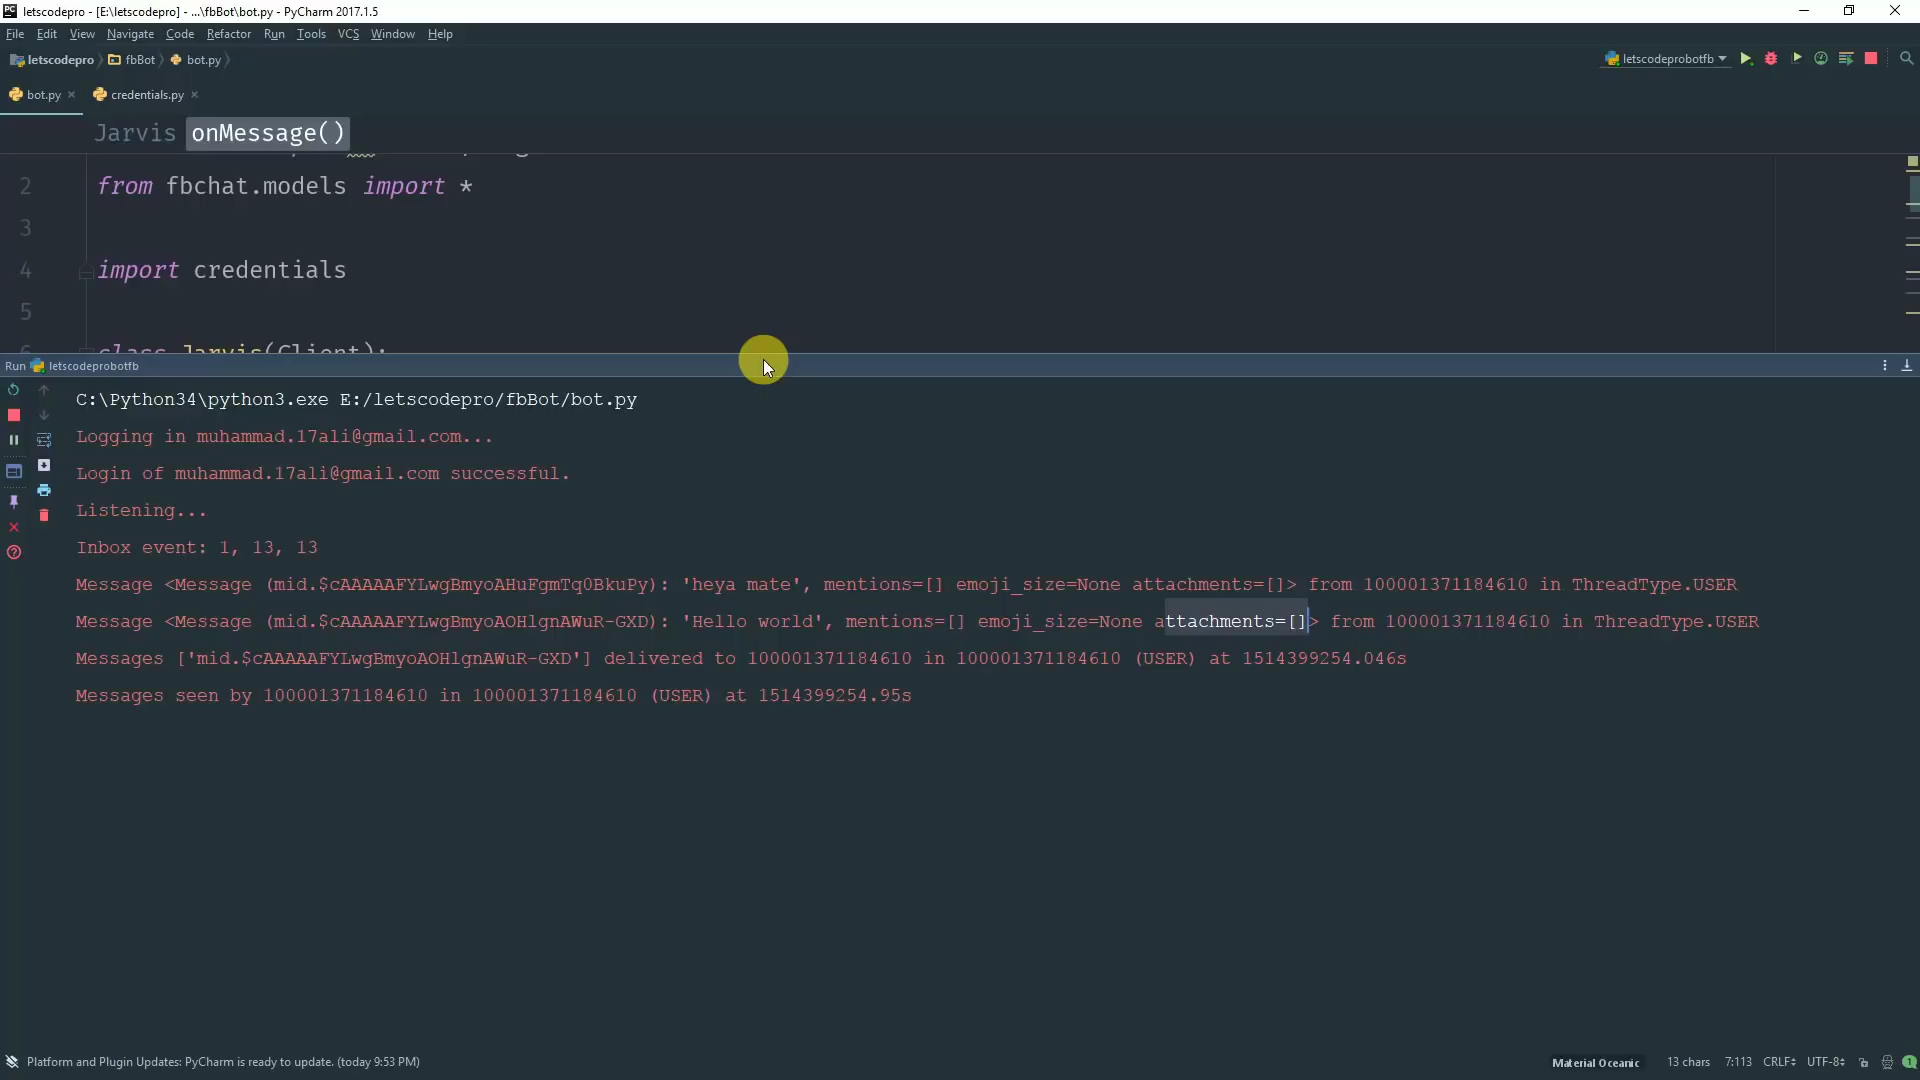 letscodepro - [E:\letscodepro] - ...\fbBot\bot.py - PyCharm 2017.1.5
File Edit View Navigate Code Refactor Run Tools VCS Window Help
letscodepro fbBot bot.py letscodeprobotfb
bot.py credentials.py
Jarvis onMessage()
2 from fbchat.models import *
3
4 import credentials
5
6 class Jarvis(Client):
Run letscodeprobotfb
C:\Python34\python3.exe E:/letscodepro/fbBot/bot.py
Logging in muhammad.17ali@gmail.com...
Login of muhammad.17ali@gmail.com successful.
Listening...
Inbox event: 1, 13, 13
Message <Message (mid.$cAAAAAFYLwgBmyoAHuFgmTq0BkuPy): 'heya mate', mentions=[] emoji_size=None attachments=[]> from 100001371184610 in ThreadType.USER
Message <Message (mid.$cAAAAAFYLwgBmyoAOHlgnAWuR-GXD): 'Hello world', mentions=[] emoji_size=None attachments=[]> from 100001371184610 in ThreadType.USER
Messages ['mid.$cAAAAAFYLwgBmyoAOHlgnAWuR-GXD'] delivered to 100001371184610 in 100001371184610 (USER) at 1514399254.046s
Messages seen by 100001371184610 in 100001371184610 (USER) at 1514399254.95s
Platform and Plugin Updates: PyCharm is ready to update. (today 9:53 PM) Material Oceanic 13 chars 7:113 CRLF UTF-8 1